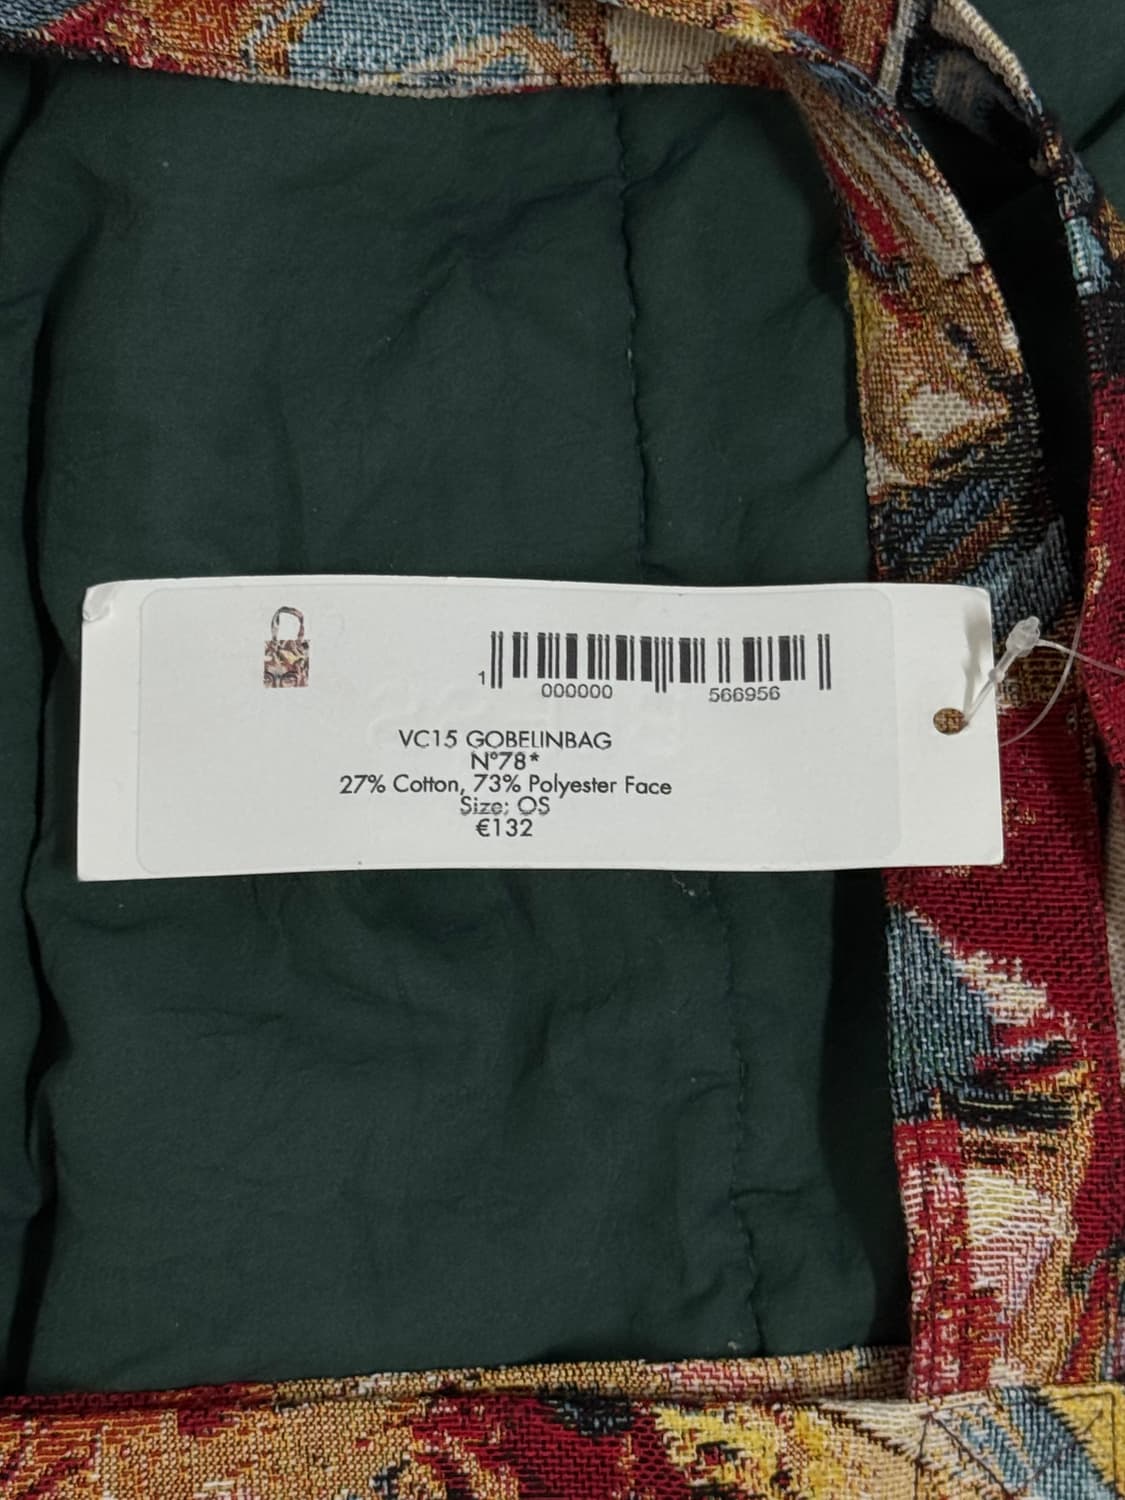 1 000000 566956
VC15 GOBELINBAG
N°78*
27% Cotton, 73% Polyester Face
Size: OS
€132